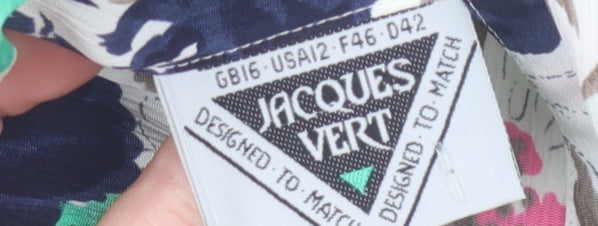 GB16 · USA12 · F46 · D42
JACQUES
VERT
DESIGNED · TO · MATCH
DESIGNED · TO · MATCH